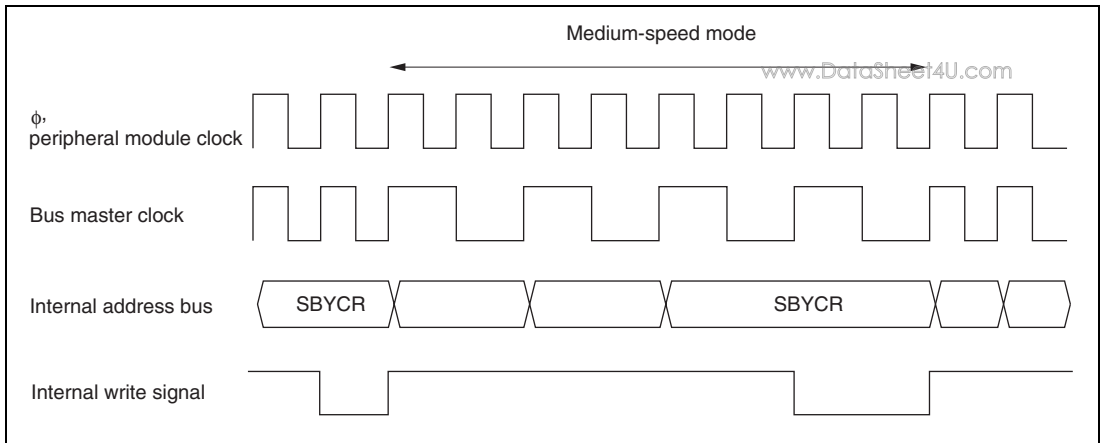 Medium-speed mode
www.DataSheet4U.com
ϕ,
peripheral module clock
Bus master clock
Internal address bus
SBYCR
SBYCR
Internal write signal